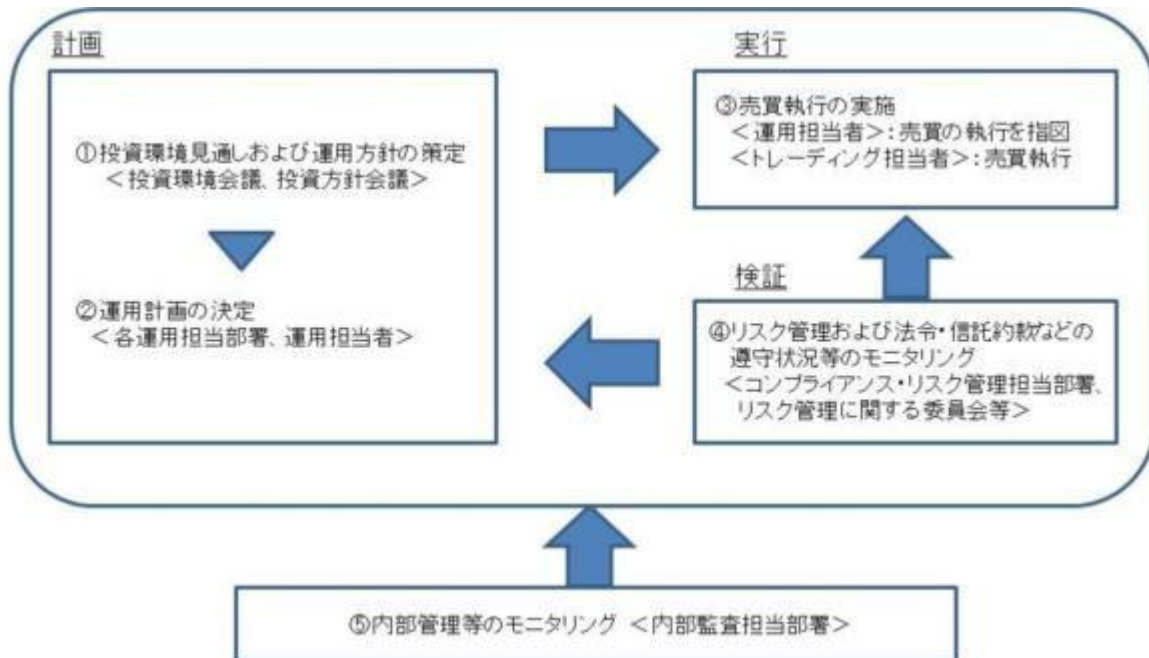 計画
①投資環境見通しおよび運用方針の策定
＜投資環境会議、投資方針会議＞
②運用計画の決定
＜各運用担当部署、運用担当者＞
実行
③売買執行の実施
＜運用担当者＞：売買の執行を指図
＜トレーディング担当者＞：売買執行
検証
④リスク管理および法令・信託約款などの
遵守状況等のモニタリング
＜コンプライアンス・リスク管理担当部署、
リスク管理に関する委員会等＞
⑤内部管理等のモニタリング ＜内部監査担当部署＞